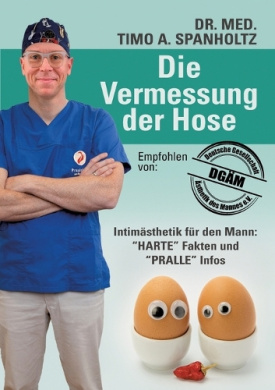 DR. MED.
TIMO A. SPANHOLTZ
Die
Vermessung
der Hose
Empfohlen
von:
Deutsche Gesellschaft
DGÄM
Ästhetik des Mannes e.V.
Intimästhetik für den Mann:
"HARTE" Fakten und
"PRALLE" Infos